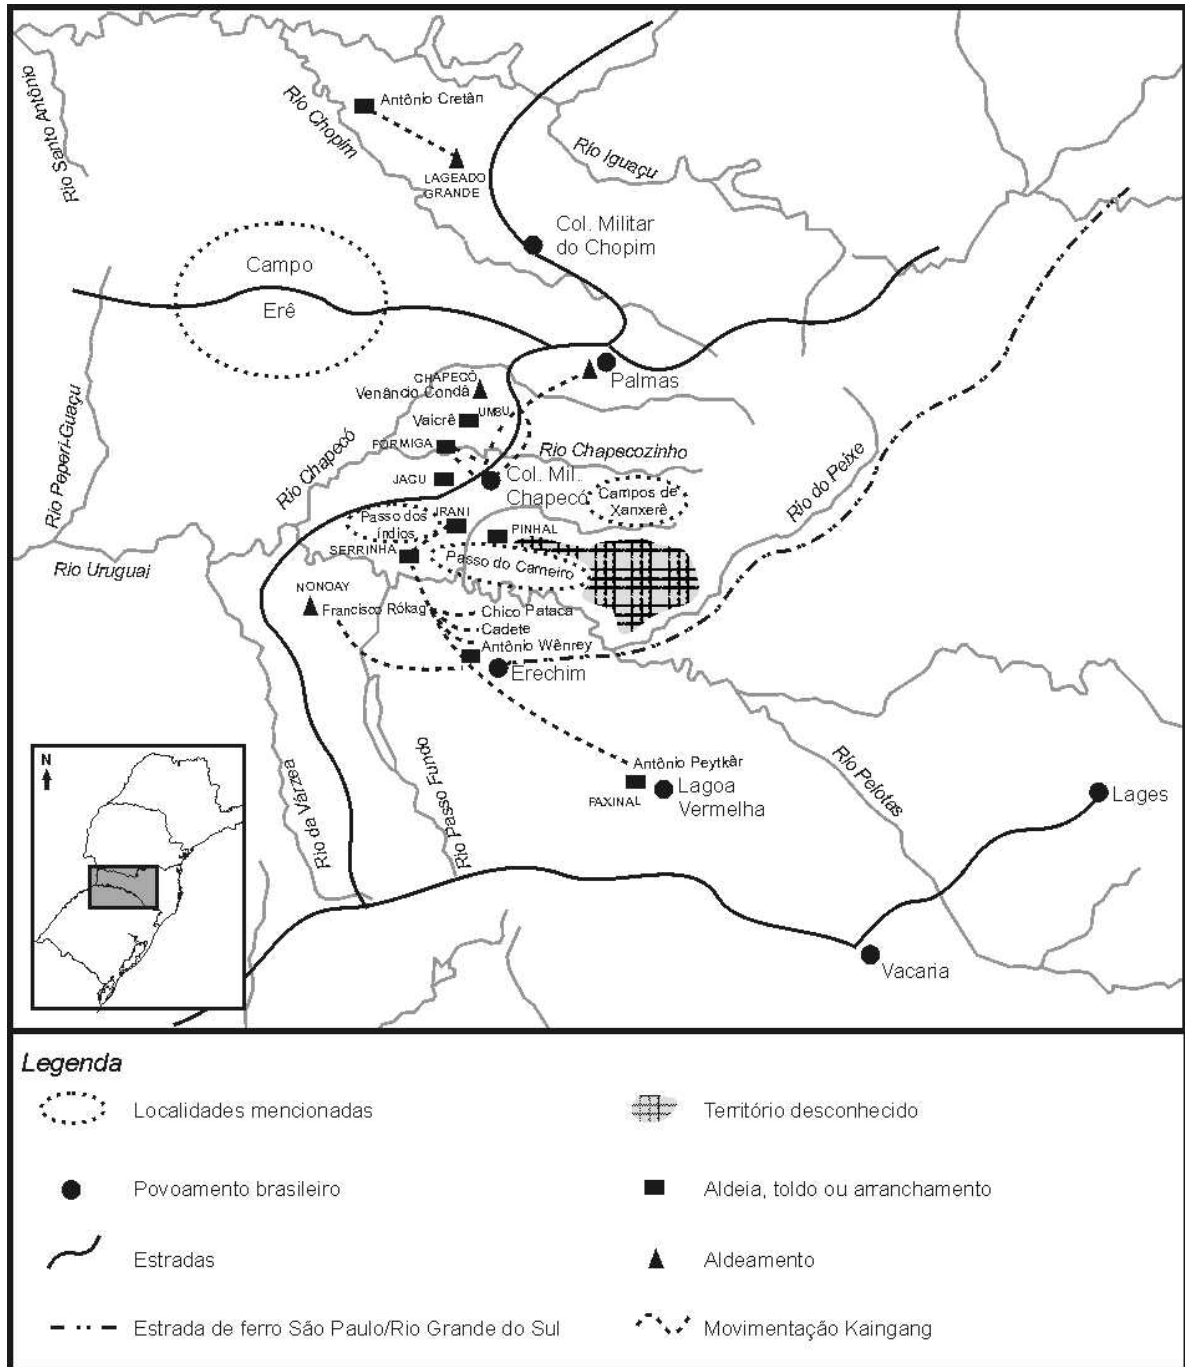 Rio Santo Antônio
Rio Chopim
Antônio Cretân
LAGEADO
GRANDE
Rio Iguaçu
Col. Militar
do Chopim
Campo
Erê
Palmas
CHAPECÓ
Venâncio Condâ
UMBU
Vaicrê
FORMIGA
Rio Peperi-Guaçu
Rio Chapecó
Rio Chapecozinho
JACU
Col. Mil.
Chapecó
Campos de
Xanxerê
Rio do Peixe
Passo dos
índios
IRANI
PINHAL
SERRINHA
Passo do Carneiro
Rio Uruguai
NONOAY
Francisco Rókag
Chico Pataca
Cadete
Antônio Wênrey
Erechim
Rio da Várzea
Rio Passo Fundo
Antônio Peytkâr
FAXINAL
Lagoa
Vermelha
Rio Pelotas
Lages
Vacaria
N
Legenda
Localidades mencionadas
Território desconhecido
Povoamento brasileiro
Aldeia, toldo ou arranchamento
Estradas
Aldeamento
Estrada de ferro São Paulo/Rio Grande do Sul
Movimentação Kaingang